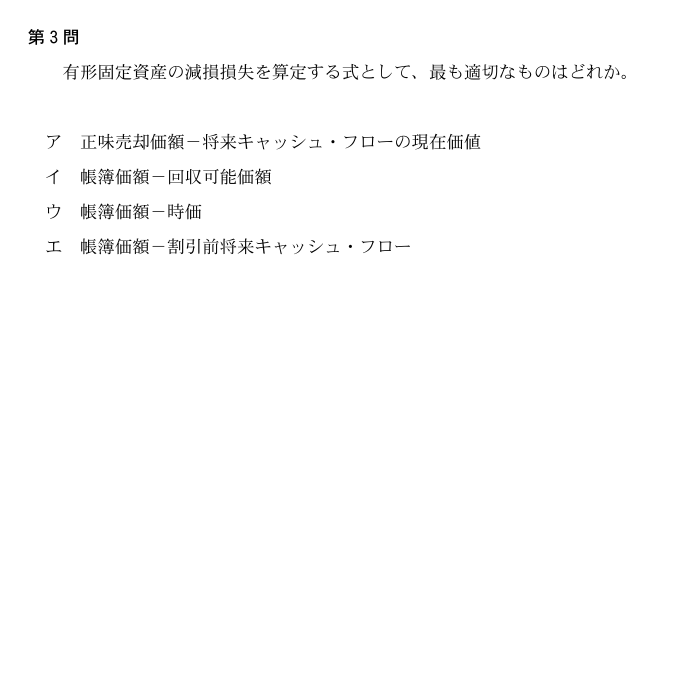 第3問
有形固定資産の減損損失を算定する式として、最も適切なものはどれか。
ア 正味売却価額－将来キャッシュ・フローの現在価値
イ 帳簿価額－回収可能価額
ウ 帳簿価額－時価
エ 帳簿価額－割引前将来キャッシュ・フロー